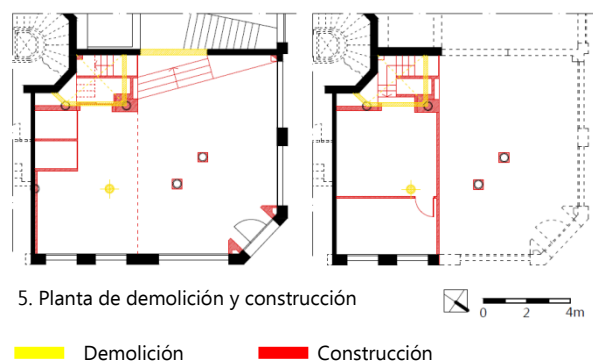 5. Planta de demolición y construcción
0 2 4m
Demolición
Construcción